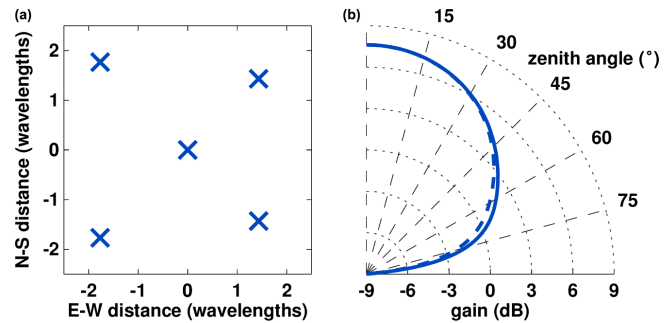 (a)
2
1
0
-1
-2
N-S distance (wavelengths)
-2 -1 0 1 2
E-W distance (wavelengths)
(b)
15
30
zenith angle (°)
45
60
75
-9 -6 -3 0 3 6 9
gain (dB)